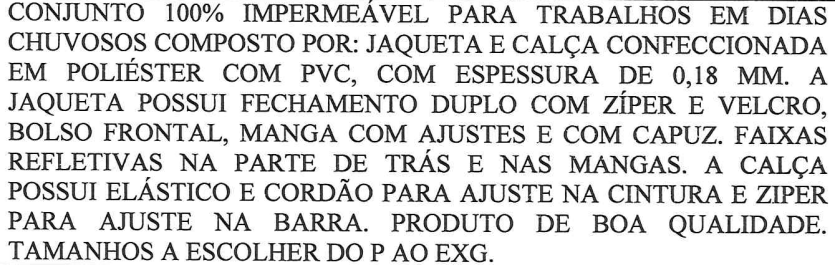 CONJUNTO 100% IMPERMEÁVEL PARA TRABALHOS EM DIAS
CHUVOSOS COMPOSTO POR: JAQUETA E CALÇA CONFECCIONADA
EM POLIÉSTER COM PVC, COM ESPESSURA DE 0,18 MM. A
JAQUETA POSSUI FECHAMENTO DUPLO COM ZÍPER E VELCRO,
BOLSO FRONTAL, MANGA COM AJUSTES E COM CAPUZ. FAIXAS
REFLETIVAS NA PARTE DE TRÁS E NAS MANGAS. A CALÇA
POSSUI ELÁSTICO E CORDÃO PARA AJUSTE NA CINTURA E ZIPER
PARA AJUSTE NA BARRA. PRODUTO DE BOA QUALIDADE.
TAMANHOS A ESCOLHER DO P AO EXG.